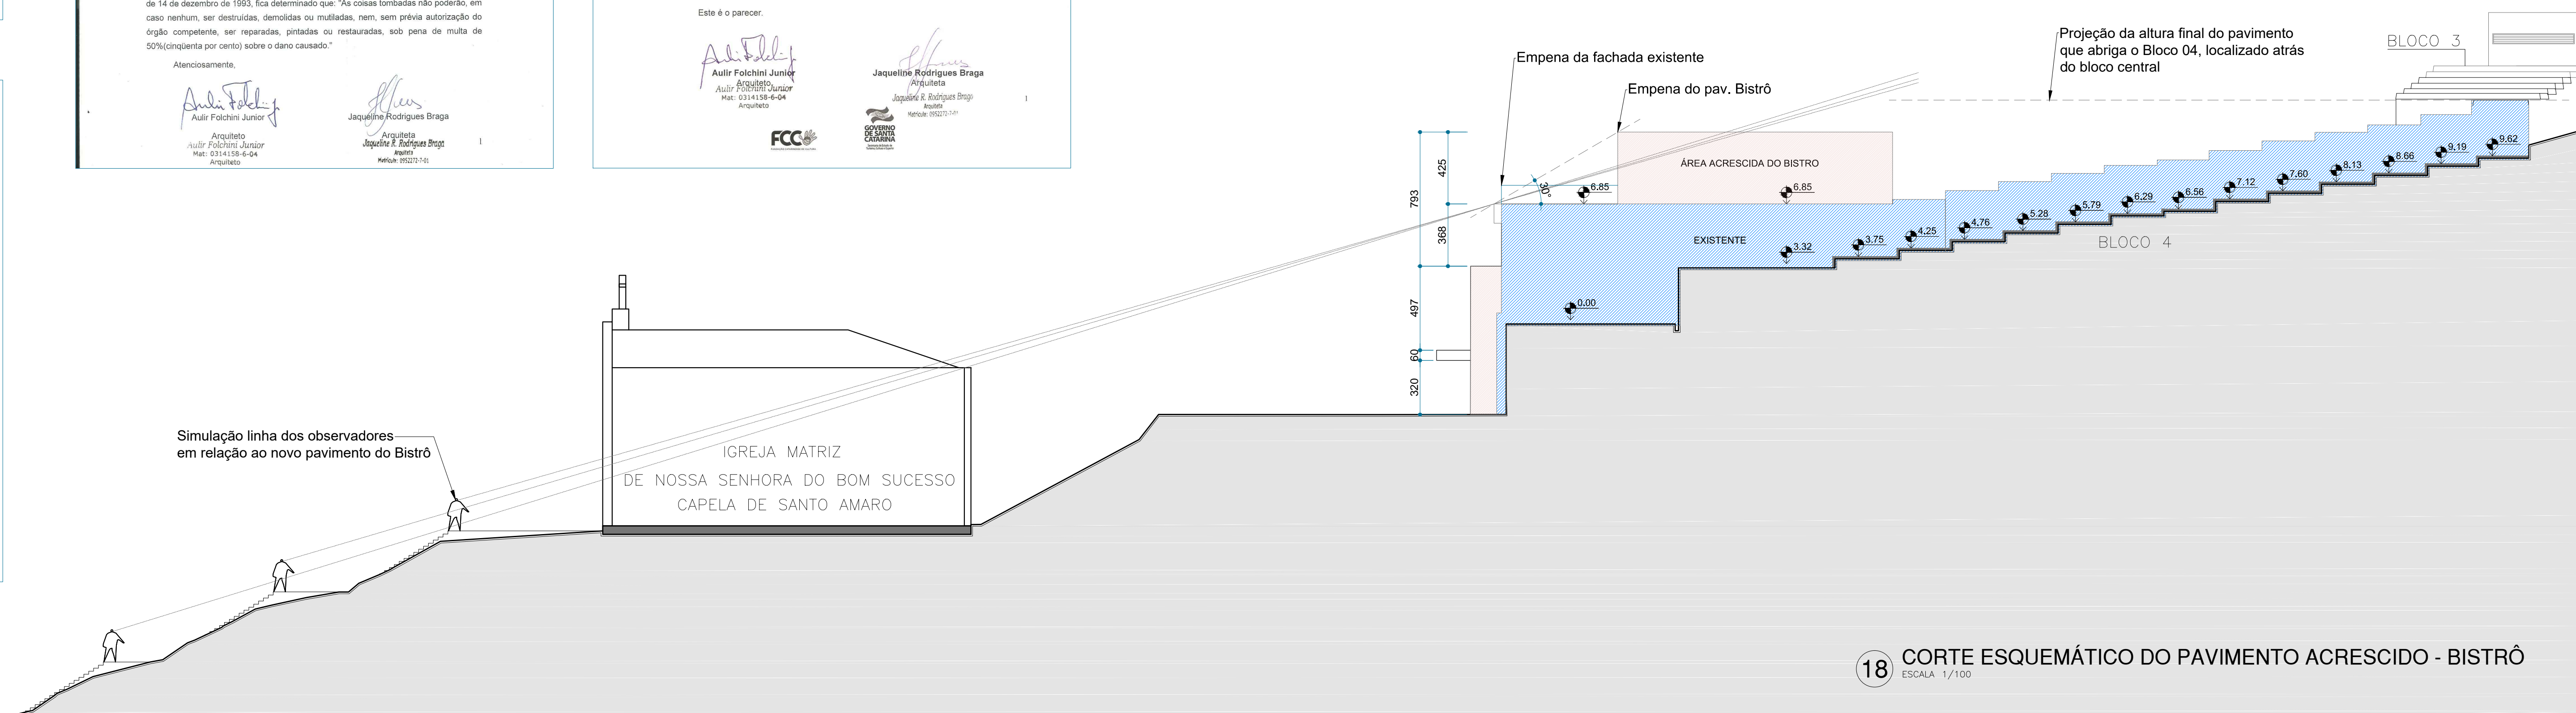 de 14 de dezembro de 1993, fica determinado que: "As coisas tombadas não poderão, em
caso nenhum, ser destruídas, demolidas ou mutiladas, nem, sem prévia autorização do
órgão competente, ser reparadas, pintadas ou restauradas, sob pena de multa de
50%(cinqüenta por cento) sobre o dano causado."
Atenciosamente,
Aulir Folchini Junior
Arquiteto
Aulir Folchini Junior
Mat: 0314158-6-04
Arquiteto
Jaqueline Rodrigues Braga
Arquiteta
Jaqueline R. Rodrigues Braga
Arquiteta
Matrícula: 0952272-7-01
Este é o parecer.
Aulir Folchini Junior
Arquiteto
Aulir Folchini Junior
Mat: 0314158-6-04
Arquiteto
FCC
Jaqueline Rodrigues Braga
Arquiteta
Jaqueline R. Rodrigues Braga
Arquiteta
Matrícula: 0952272-7-01
GOVERNO
DE SANTA
CATARINA
Empena da fachada existente
Empena do pav. Bistrô
Projeção da altura final do pavimento
que abriga o Bloco 04, localizado atrás
do bloco central
BLOCO 3
ÁREA ACRESCIDA DO BISTRO
30°
6.85
6,85
425
793
368
497
60
320
EXISTENTE
0.00
3.32
3.75
4.25
4.76
5.28
5.79
6.29
6.56
7.12
7.60
8.13
8.66
9.19
9.62
BLOCO 4
Simulação linha dos observadores
em relação ao novo pavimento do Bistrô
IGREJA MATRIZ
DE NOSSA SENHORA DO BOM SUCESSO
CAPELA DE SANTO AMARO
18 CORTE ESQUEMÁTICO DO PAVIMENTO ACRESCIDO - BISTRÔ
ESCALA 1/100